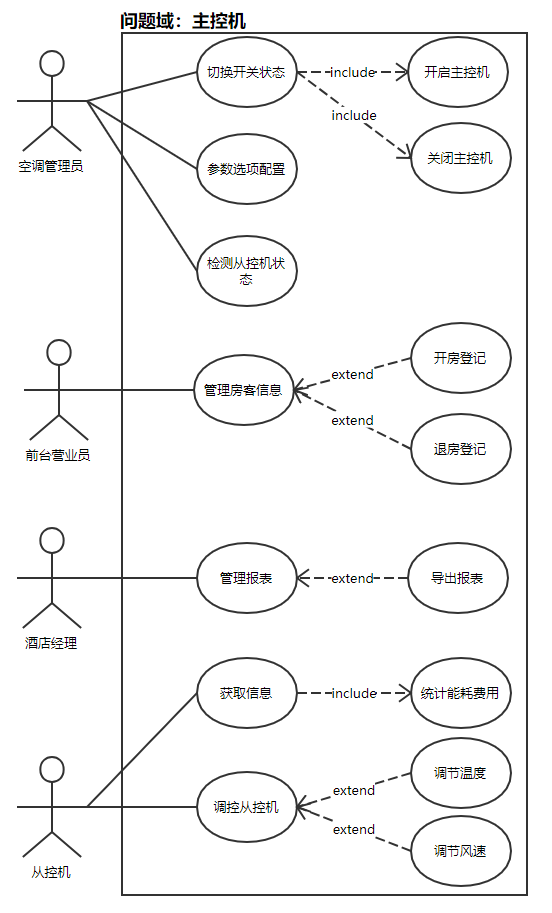 问题域：主控机
切换开关状态
include
开启主控机
include
关闭主控机
空调管理员
参数选项配置
检测从控机状
态
开房登记
extend
管理房客信息
extend
退房登记
前台营业员
管理报表
extend
导出报表
酒店经理
获取信息
include
统计能耗费用
调节温度
extend
调控从控机
extend
调节风速
从控机